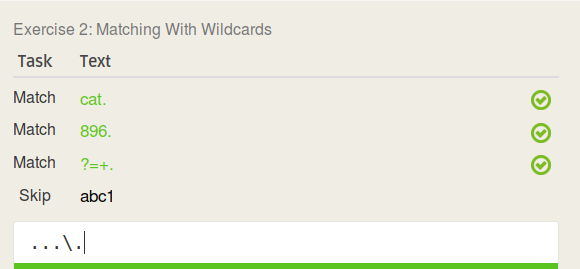 Exercise 2: Matching With Wildcards
Task Text
Match cat.
Match 896.
Match ?=+.
Skip abc1
...\.